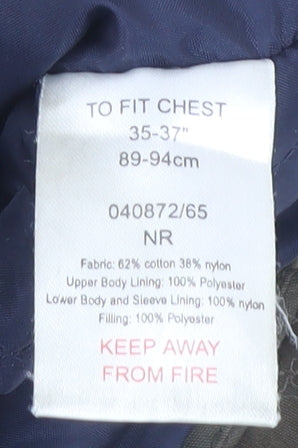 TO FIT CHEST
35-37"
89-94cm
040872/65
NR
Fabric: 62% cotton 38% nylon
Upper Body Lining: 100% Polyester
Lower Body and Sleeve Lining: 100% nylon
Filling: 100% Polyester
KEEP AWAY
FROM FIRE